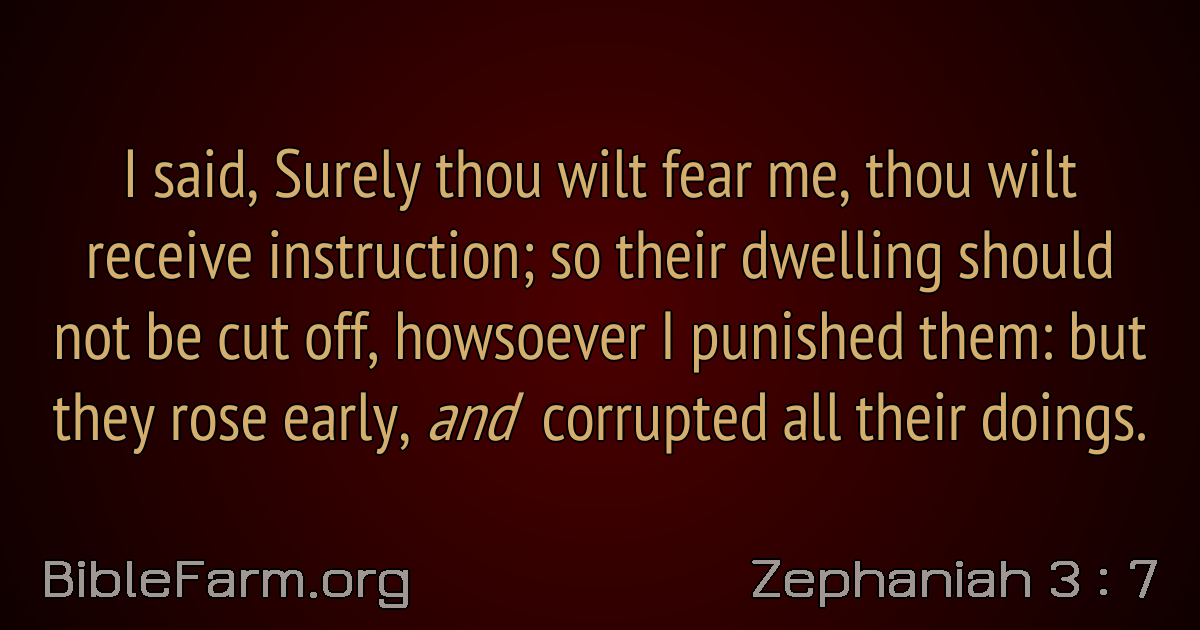 I said, Surely thou wilt fear me, thou wilt
receive instruction; so their dwelling should
not be cut off, howsoever I punished them: but
they rose early, and corrupted all their doings.
BibleFarm.org
Zephaniah 3 : 7